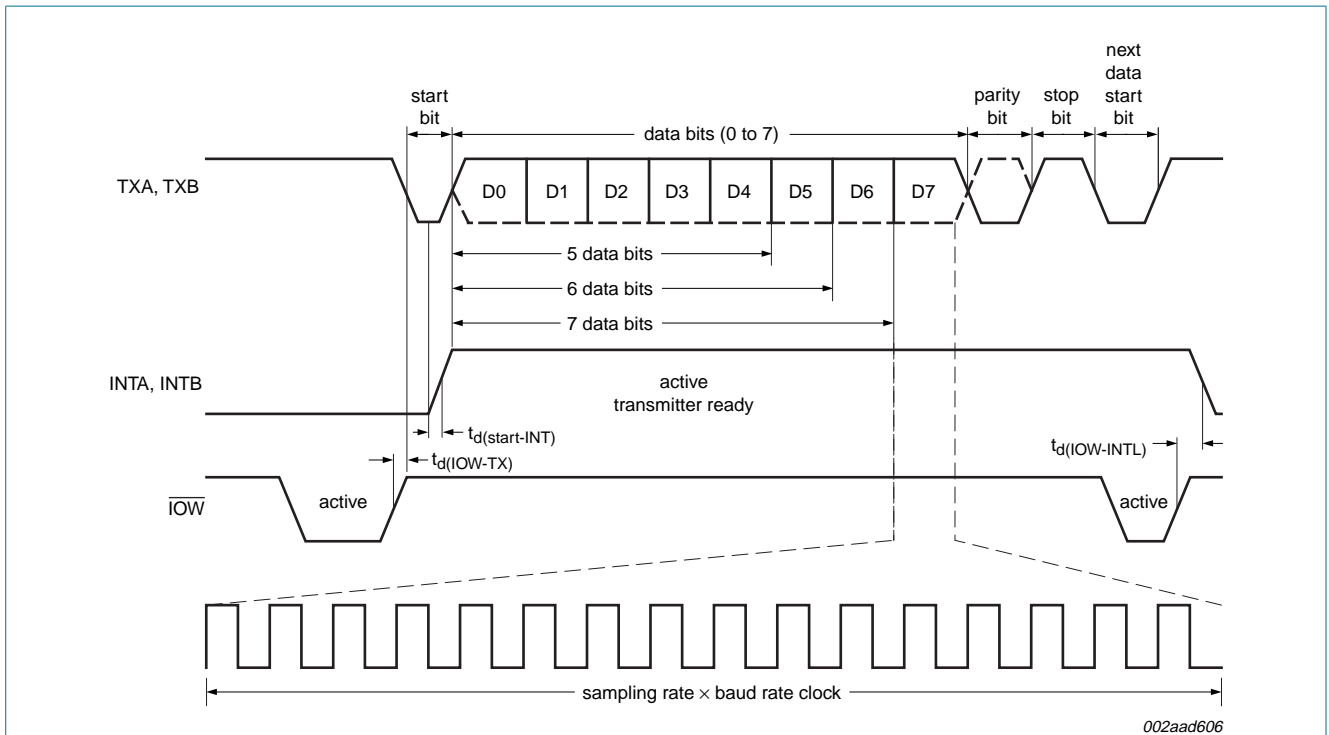 next
data
start
bit
start
bit
parity
bit
stop
bit
data bits (0 to 7)
TXA, TXB
D0 D1 D2 D3 D4 D5 D6 D7
5 data bits
6 data bits
7 data bits
INTA, INTB
active
transmitter ready
td(start-INT)
td(IOW-TX)
td(IOW-INTL)
IOW
active
active
sampling rate × baud rate clock
002aad606